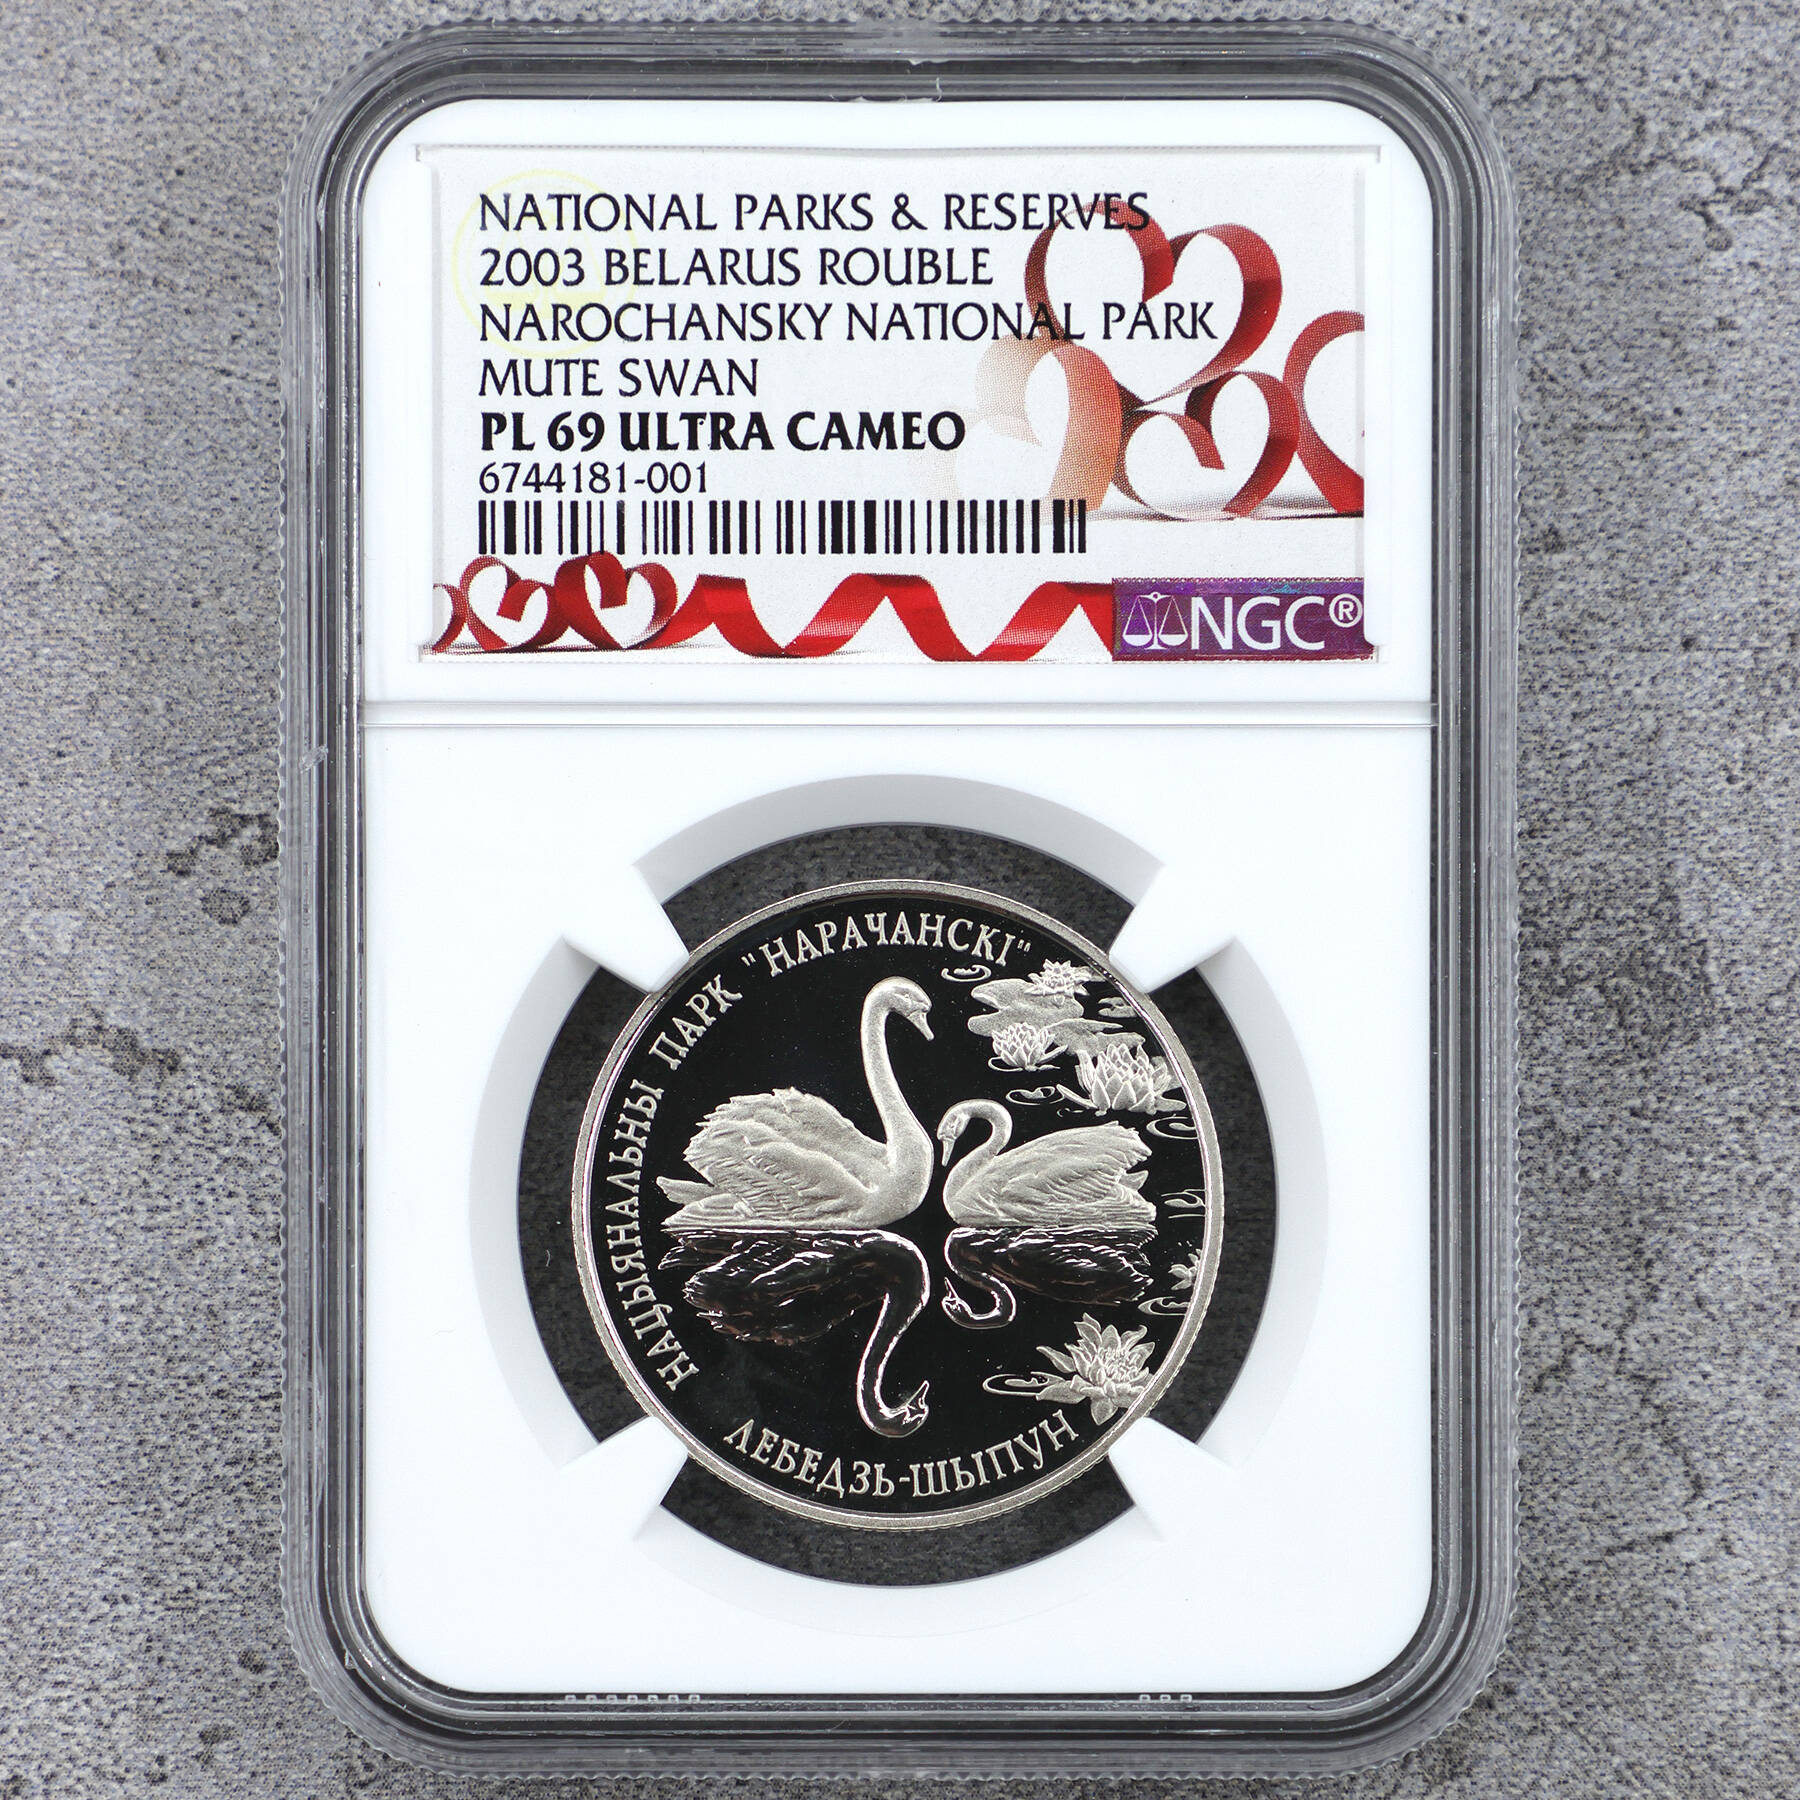 NATIONAL PARKS & RESERVES
2003 BELARUS ROUBLE
NAROCHANSKY NATIONAL PARK
MUTE SWAN
PL 69 ULTRA CAMEO
6744181-001
NGC®
НАЦЫЯНАЛЬНЫ ПАРК "НАРАЧАНСКІ"
ЛЕБЕДЗЬ-ШЫПУН